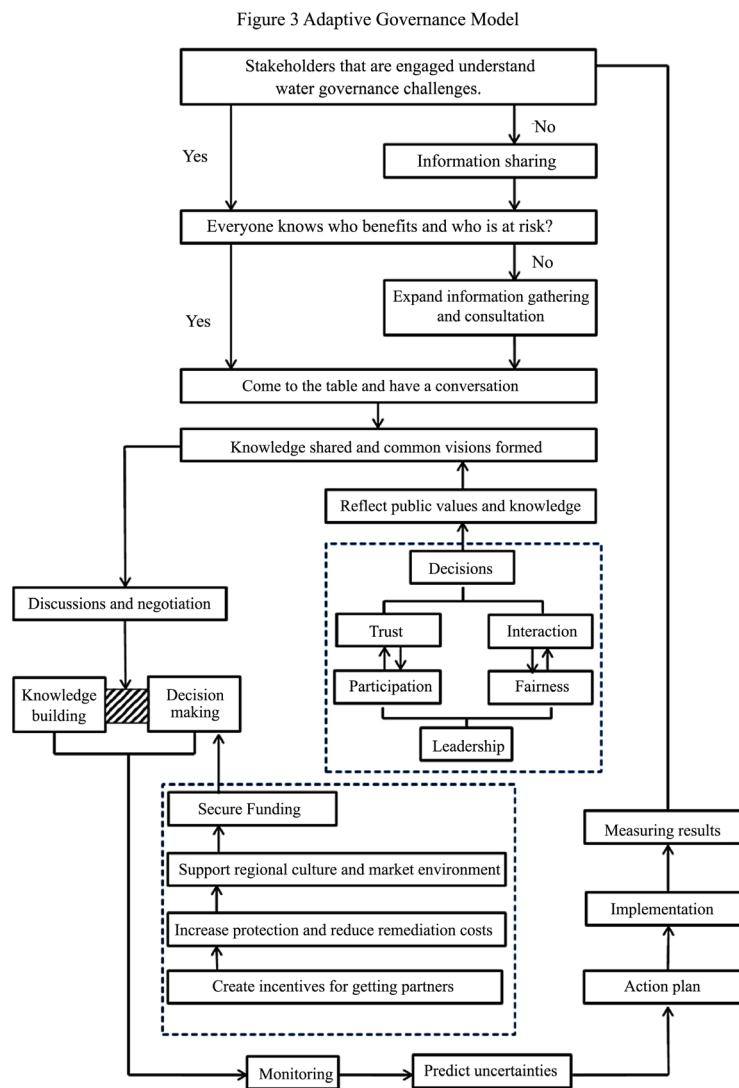 Figure 3 Adaptive Governance Model
Stakeholders that are engaged understand
water governance challenges.
No
Yes
Information sharing
Everyone knows who benefits and who is at risk?
No
Expand information gathering
and consultation
Yes
Come to the table and have a conversation
Knowledge shared and common visions formed
Reflect public values and knowledge
Decisions
Discussions and negotiation
Trust
Interaction
Participation
Fairness
Knowledge
building
Decision
making
Leadership
Secure Funding
Measuring results
Support regional culture and market environment
Implementation
Increase protection and reduce remediation costs
Create incentives for getting partners
Action plan
Monitoring
Predict uncertainties